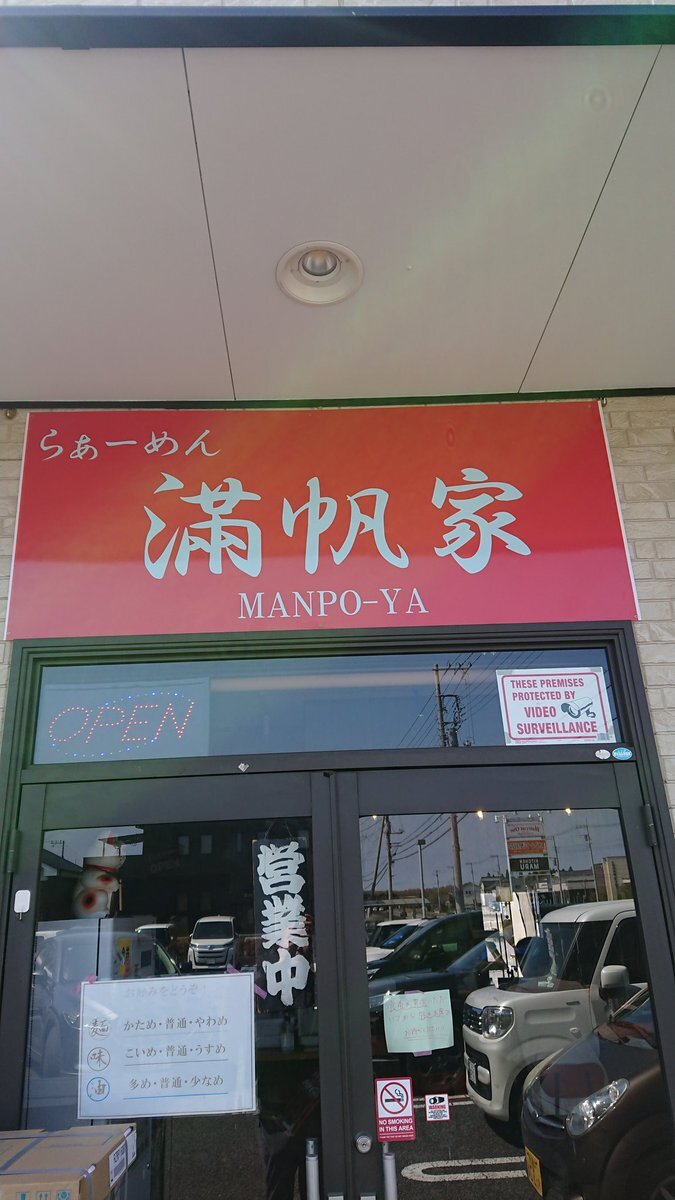 らぁーめん
満帆家
MANPO-YA
OPEN
THESE PREMISES
PROTECTED BY
VIDEO
SURVEILLANCE
営業中
お好みをどうぞ!
麺 かため・普通・やわめ
味 こいめ・普通・うすめ
油 多め・普通・少なめ
NO SMOKING
IN THIS AREA
WARNING